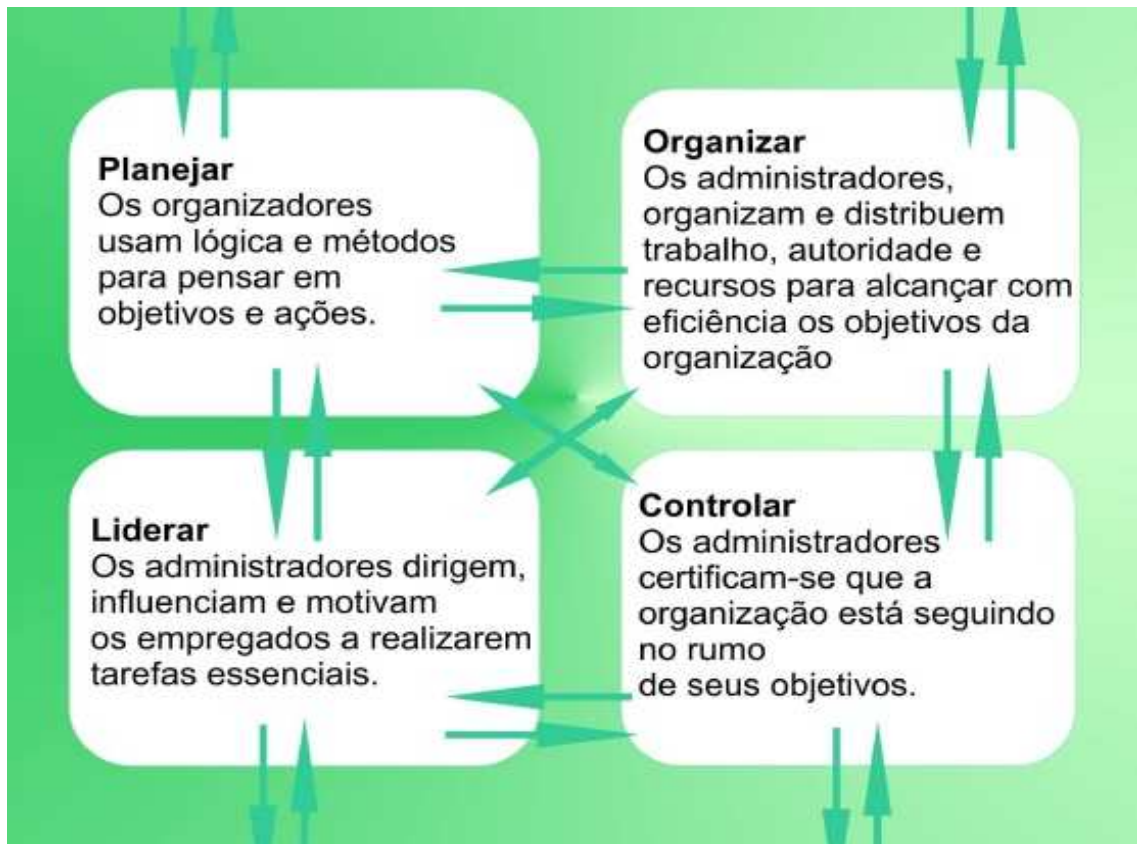 Planejar
Os organizadores
usam lógica e métodos
para pensar em
objetivos e ações.
Organizar
Os administradores,
organizam e distribuem
trabalho, autoridade e
recursos para alcançar com
eficiência os objetivos da
organização
Liderar
Os administradores dirigem,
influenciam e motivam
os empregados a realizarem
tarefas essenciais.
Controlar
Os administradores
certificam-se que a
organização está seguindo
no rumo
de seus objetivos.